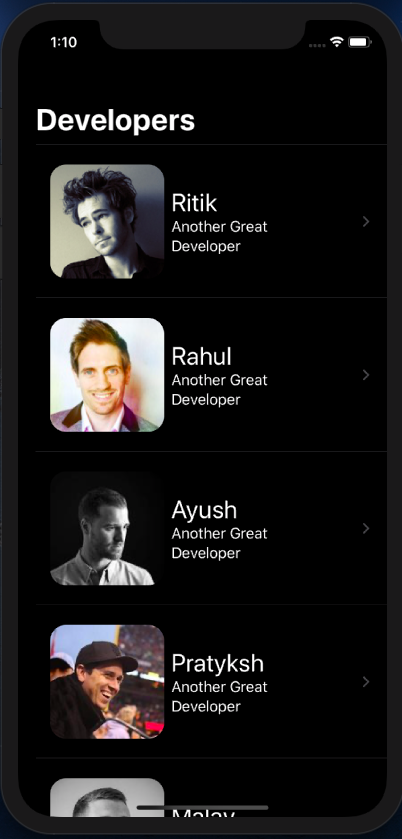 1:10
Developers
Ritik
Another Great
Developer
Rahul
Another Great
Developer
Ayush
Another Great
Developer
Pratyksh
Another Great
Developer
Malay